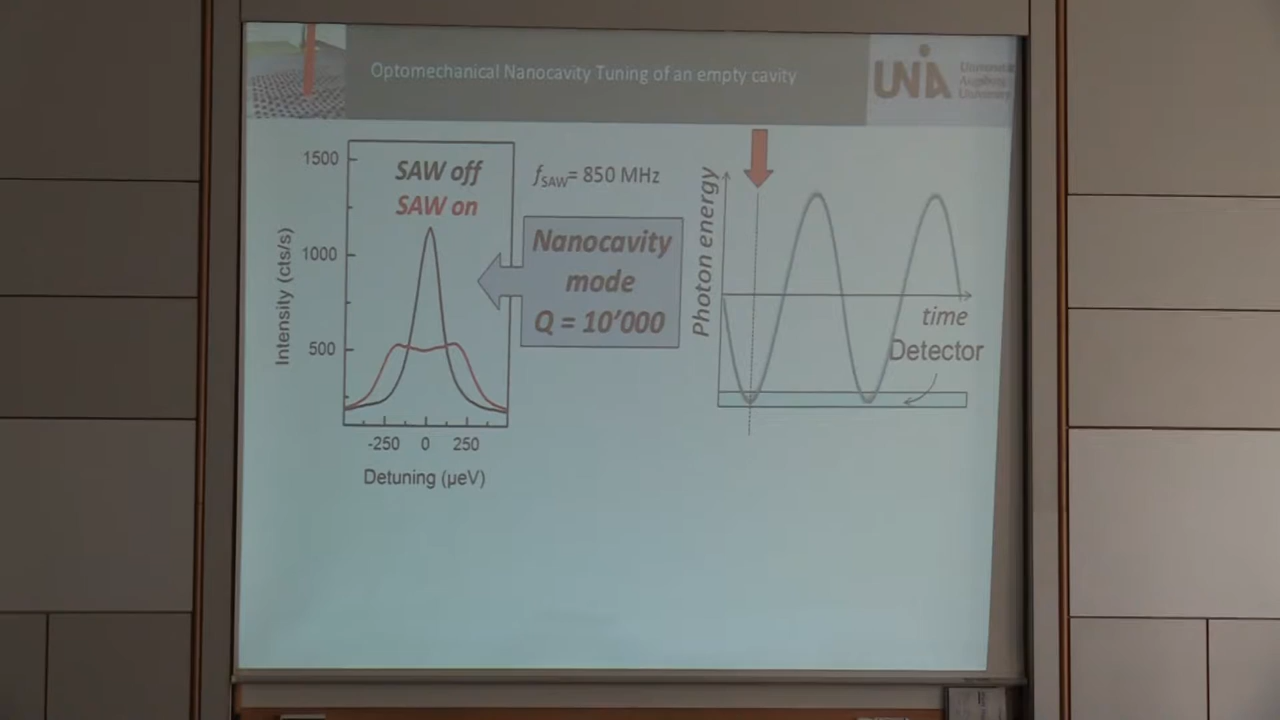 Optomechanical Nanocavity Tuning of an empty cavity
UNIA
Universität
Augsburg
University
1500
1000
500
Intensity (cts/s)
SAW off
SAW on
-250 0 250
Detuning (µeV)
fSAW= 850 MHz
Nanocavity
mode
Q = 10'000
Photon energy
time
Detector